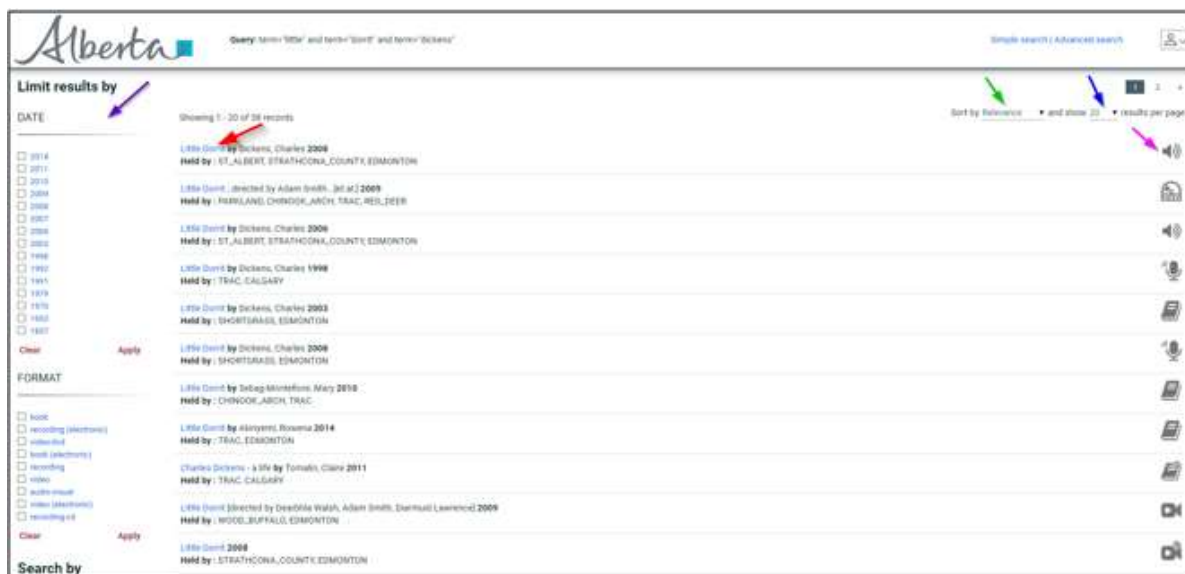 Alberta
Query: term="little" and term="dorrit" and term="dickens"
Simple search | Advanced search
Limit results by
1 2
DATE
Showing 1 - 20 of 38 records
Sort by Relevance and show 20 results per page
Little Dorrit by Dickens, Charles 2008
Held by : ST_ALBERT, STRATHCONA_COUNTY, EDMONTON
Little Dorrit , directed by Adam Smith.. [et al.] 2009
Held by : PARKLAND, CHINOOK_ARCH, TRAC, RED_DEER
Little Dorrit by Dickens, Charles 2006
Held by : ST_ALBERT, STRATHCONA_COUNTY, EDMONTON
Little Dorrit by Dickens, Charles 1998
Held by : TRAC, CALGARY
Little Dorrit by Dickens, Charles 2003
Held by : SHORTGRASS, EDMONTON
Little Dorrit by Dickens, Charles 2008
Held by : SHORTGRASS, EDMONTON
Little Dorrit by Sebag-Montefiore, Mary 2010
Held by : CHINOOK_ARCH, TRAC
Little Dorrit by Akinyemi, Rowena 2014
Held by : TRAC, EDMONTON
Charles Dickens - a life by Tomalin, Claire 2011
Held by : TRAC, CALGARY
Little Dorrit [directed by Dearbhla Walsh, Adam Smith, Diarmuid Lawrence] 2009
Held by : WOOD_BUFFALO, EDMONTON
Little Dorrit 2008
Held by : STRATHCONA_COUNTY, EDMONTON
2014
2011
2010
2009
2008
2007
2006
2003
1998
1992
1991
1979
1970
1857
Clear Apply
FORMAT
book
recording (electronic)
video-dvd
book (electronic)
recording
video
audio-visual
video (electronic)
recording-cd
Clear Apply
Search by